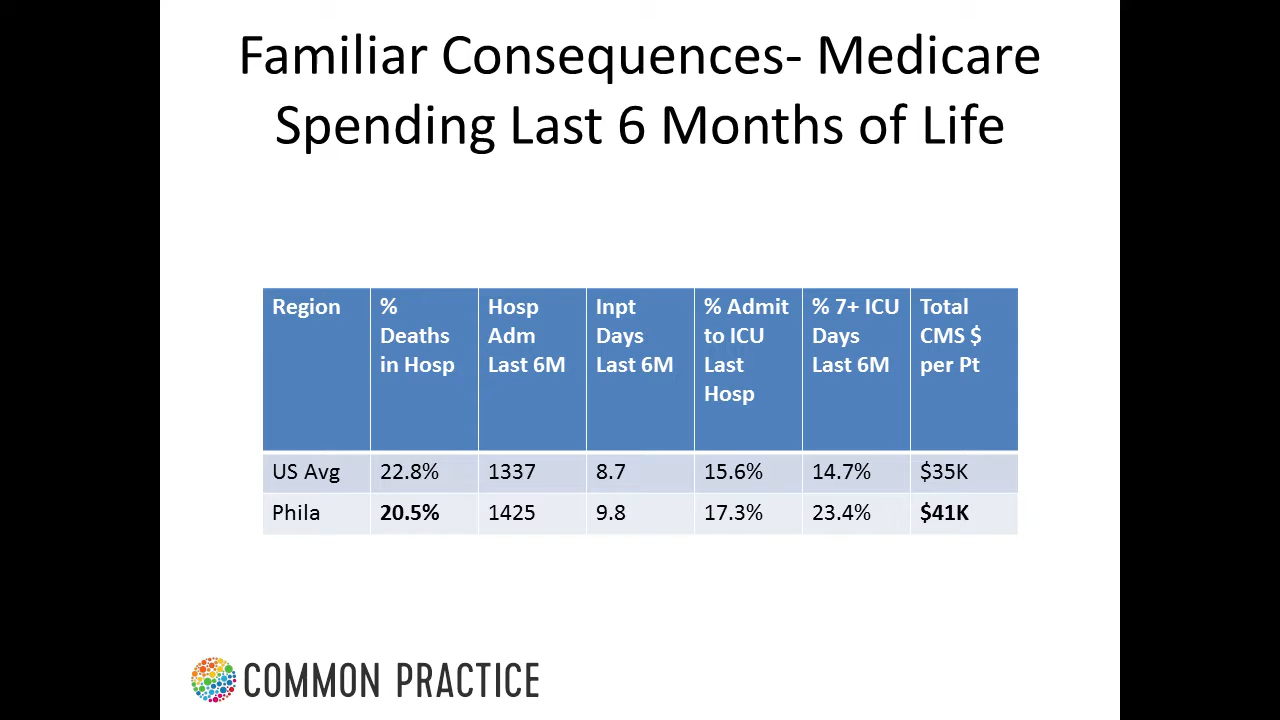 Familiar Consequences- Medicare
Spending Last 6 Months of Life
Region % Deaths in Hosp Hosp Adm Last 6M Inpt Days Last 6M % Admit to ICU Last Hosp % 7+ ICU Days Last 6M Total CMS $ per Pt
US Avg 22.8% 1337 8.7 15.6% 14.7% $35K
Phila 20.5% 1425 9.8 17.3% 23.4% $41K
COMMON PRACTICE